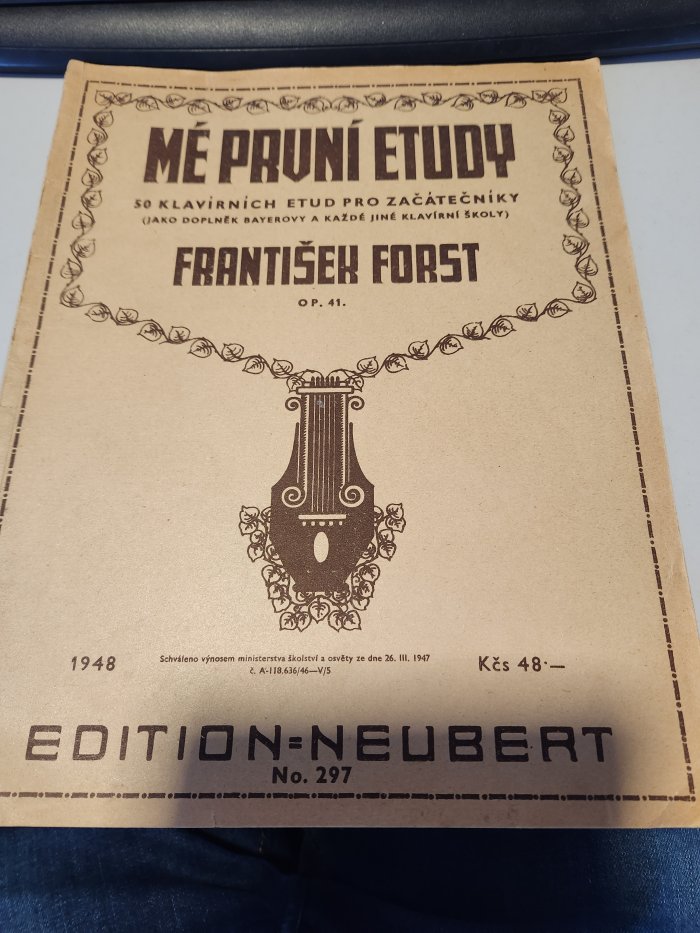 MÉ PRVNÍ ETUDY
50 KLAVÍRNÍCH ETUD PRO ZAČÁTEČNÍKY
(JAKO DOPLNĚK BAYEROVY A KAŽDÉ JINÉ KLAVÍRNÍ ŠKOLY)
FRANTIŠEK FORST
OP. 41.
1948
Schváleno výnosem ministerstva školství a osvěty ze dne 26. III. 1947
č. A-118.636/46—V/5
Kčs 48·—
EDITION=NEUBERT
No. 297